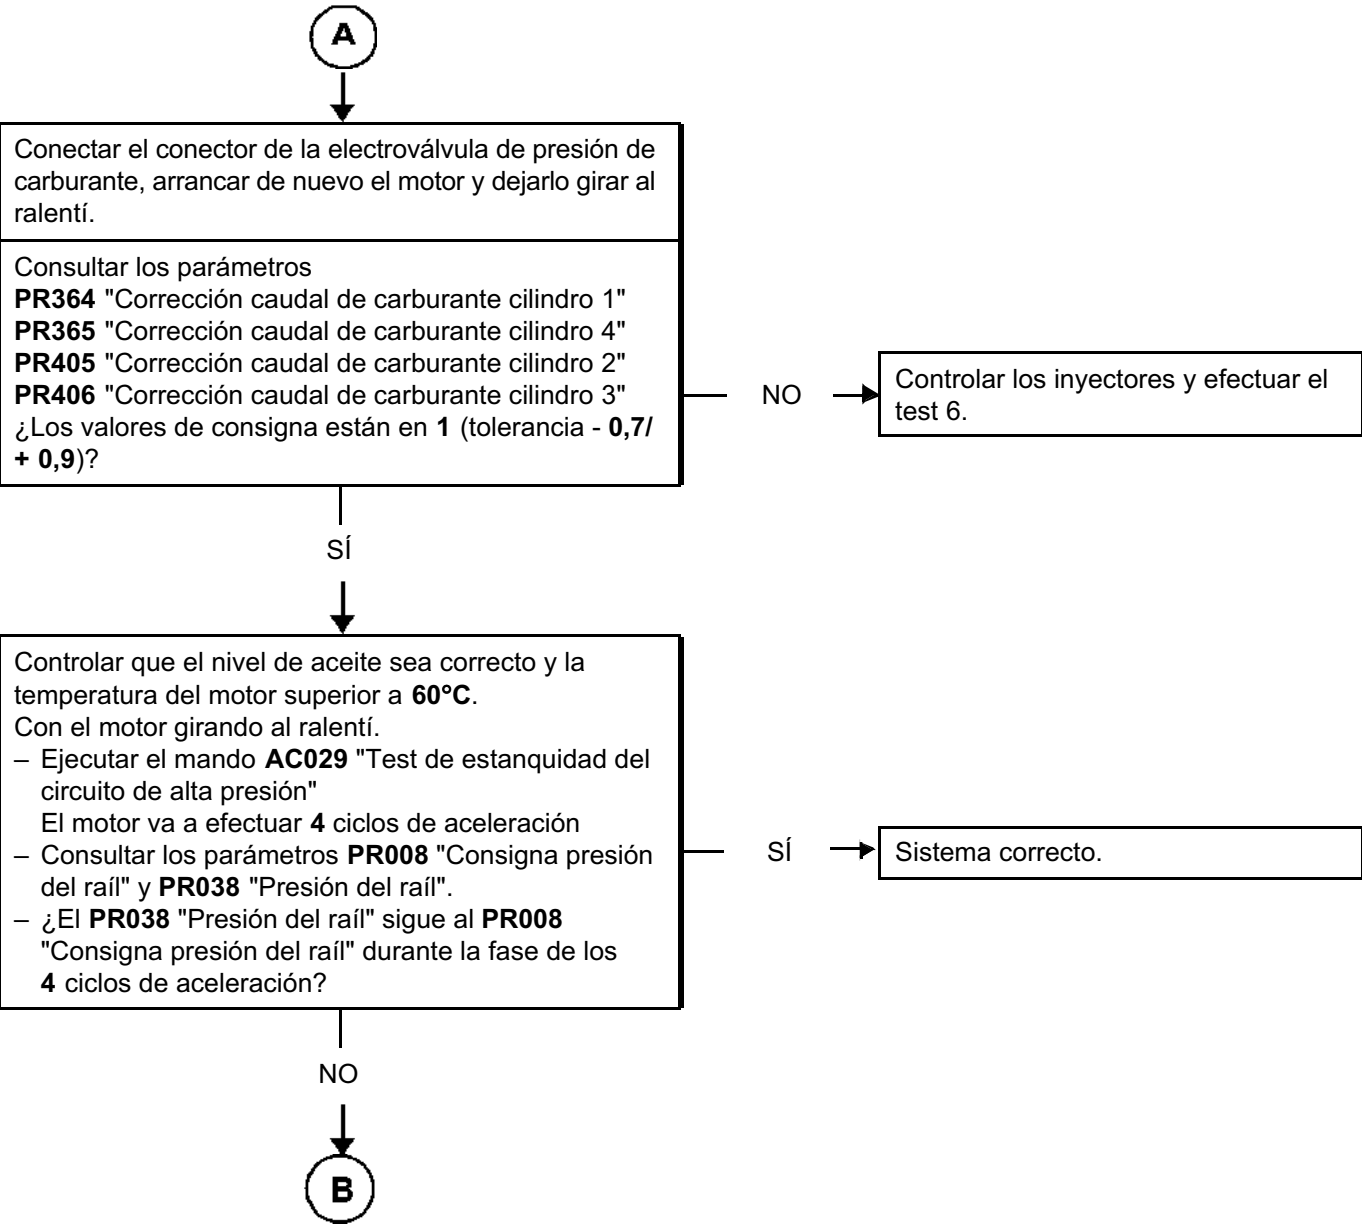 A
Conectar el conector de la electroválvula de presión de
carburante, arrancar de nuevo el motor y dejarlo girar al
ralentí.
Consultar los parámetros
PR364 "Corrección caudal de carburante cilindro 1"
PR365 "Corrección caudal de carburante cilindro 4"
PR405 "Corrección caudal de carburante cilindro 2"
PR406 "Corrección caudal de carburante cilindro 3"
¿Los valores de consigna están en 1 (tolerancia - 0,7/
+ 0,9)?
NO
Controlar los inyectores y efectuar el
test 6.
SÍ
Controlar que el nivel de aceite sea correcto y la
temperatura del motor superior a 60°C.
Con el motor girando al ralentí.
– Ejecutar el mando AC029 "Test de estanquidad del
circuito de alta presión"
El motor va a efectuar 4 ciclos de aceleración
– Consultar los parámetros PR008 "Consigna presión
del raíl" y PR038 "Presión del raíl".
– ¿El PR038 "Presión del raíl" sigue al PR008
"Consigna presión del raíl" durante la fase de los
4 ciclos de aceleración?
SÍ
Sistema correcto.
NO
B